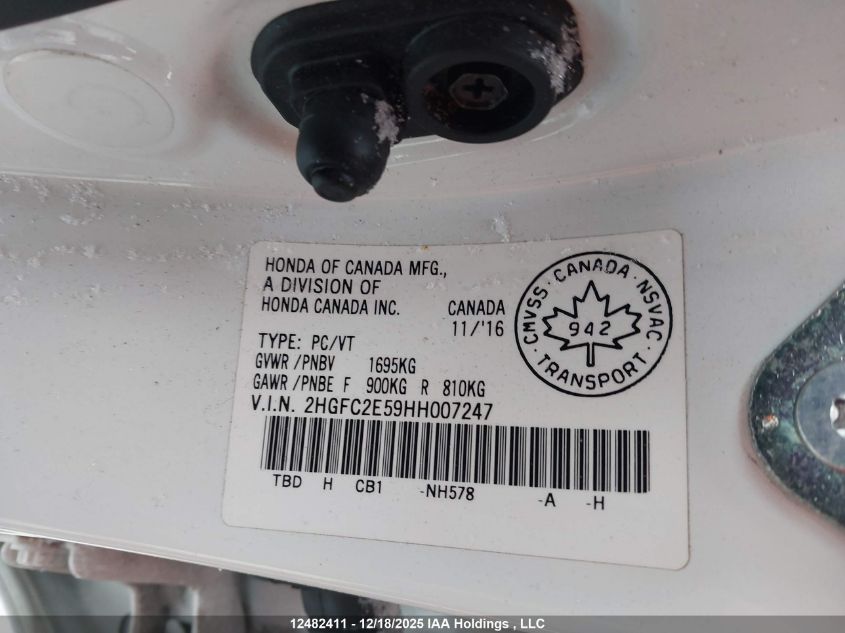 HONDA OF CANADA MFG.,
A DIVISION OF
HONDA CANADA INC.
CANADA
11/'16
TYPE: PC/VT
GVWR /PNBV 1695KG
GAWR /PNBE F 900KG R 810KG
V.I.N. 2HGFC2E59HH007247
TBD H CB1 -NH578 -A -H
CMVSS · CANADA · NSVAC
942
· TRANSPORT ·
12482411 - 12/18/2025 IAA Holdings , LLC